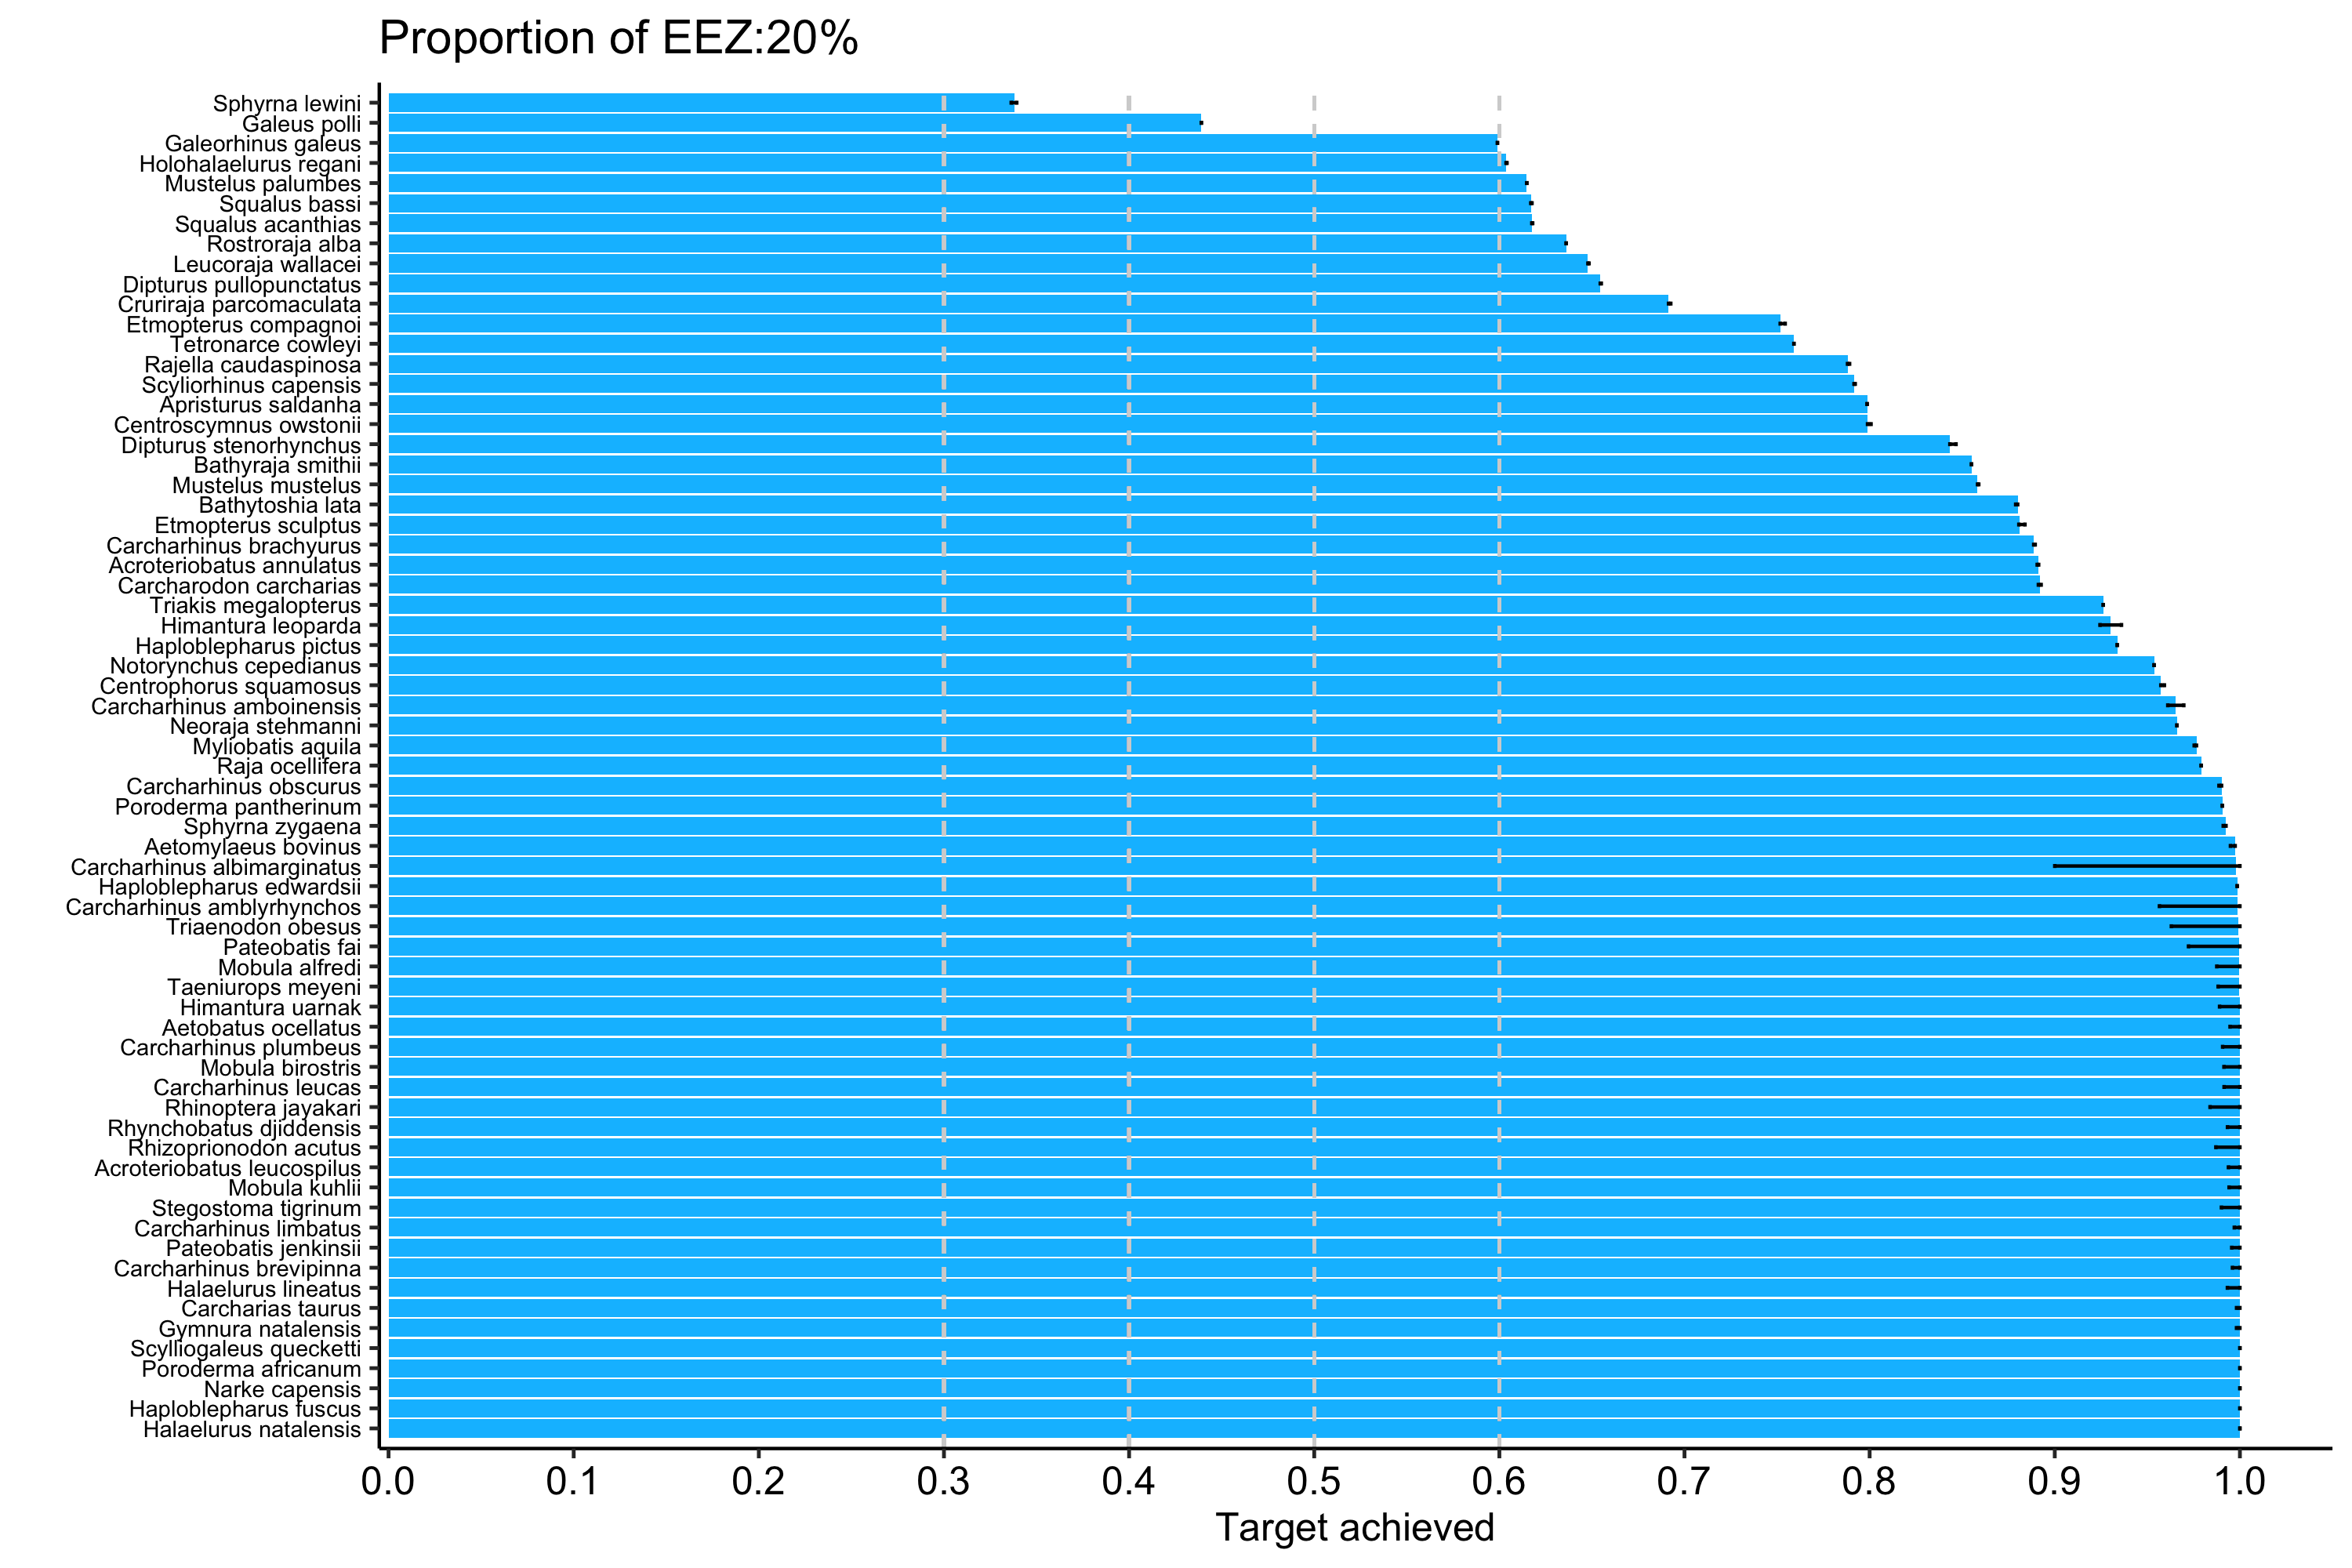 Proportion of EEZ:20%
Sphyrna lewini
Galeus polli
Galeorhinus galeus
Holohalaelurus regani
Mustelus palumbes
Squalus bassi
Squalus acanthias
Rostroraja alba
Leucoraja wallacei
Dipturus pullopunctatus
Cruriraja parcomaculata
Etmopterus compagnoi
Tetronarce cowleyi
Rajella caudaspinosa
Scyliorhinus capensis
Apristurus saldanha
Centroscymnus owstonii
Dipturus stenorhynchus
Bathyraja smithii
Mustelus mustelus
Bathytoshia lata
Etmopterus sculptus
Carcharhinus brachyurus
Acroteriobatus annulatus
Carcharodon carcharias
Triakis megalopterus
Himantura leoparda
Haploblepharus pictus
Notorynchus cepedianus
Centrophorus squamosus
Carcharhinus amboinensis
Neoraja stehmanni
Myliobatis aquila
Raja ocellifera
Carcharhinus obscurus
Poroderma pantherinum
Sphyrna zygaena
Aetomylaeus bovinus
Carcharhinus albimarginatus
Haploblepharus edwardsii
Carcharhinus amblyrhynchos
Triaenodon obesus
Pateobatis fai
Mobula alfredi
Taeniurops meyeni
Himantura uarnak
Aetobatus ocellatus
Carcharhinus plumbeus
Mobula birostris
Carcharhinus leucas
Rhinoptera jayakari
Rhynchobatus djiddensis
Rhizoprionodon acutus
Acroteriobatus leucospilus
Mobula kuhlii
Stegostoma tigrinum
Carcharhinus limbatus
Pateobatis jenkinsii
Carcharhinus brevipinna
Halaelurus lineatus
Carcharias taurus
Gymnura natalensis
Scylliogaleus quecketti
Poroderma africanum
Narke capensis
Haploblepharus fuscus
Halaelurus natalensis
0.0 0.1 0.2 0.3 0.4 0.5 0.6 0.7 0.8 0.9 1.0
Target achieved